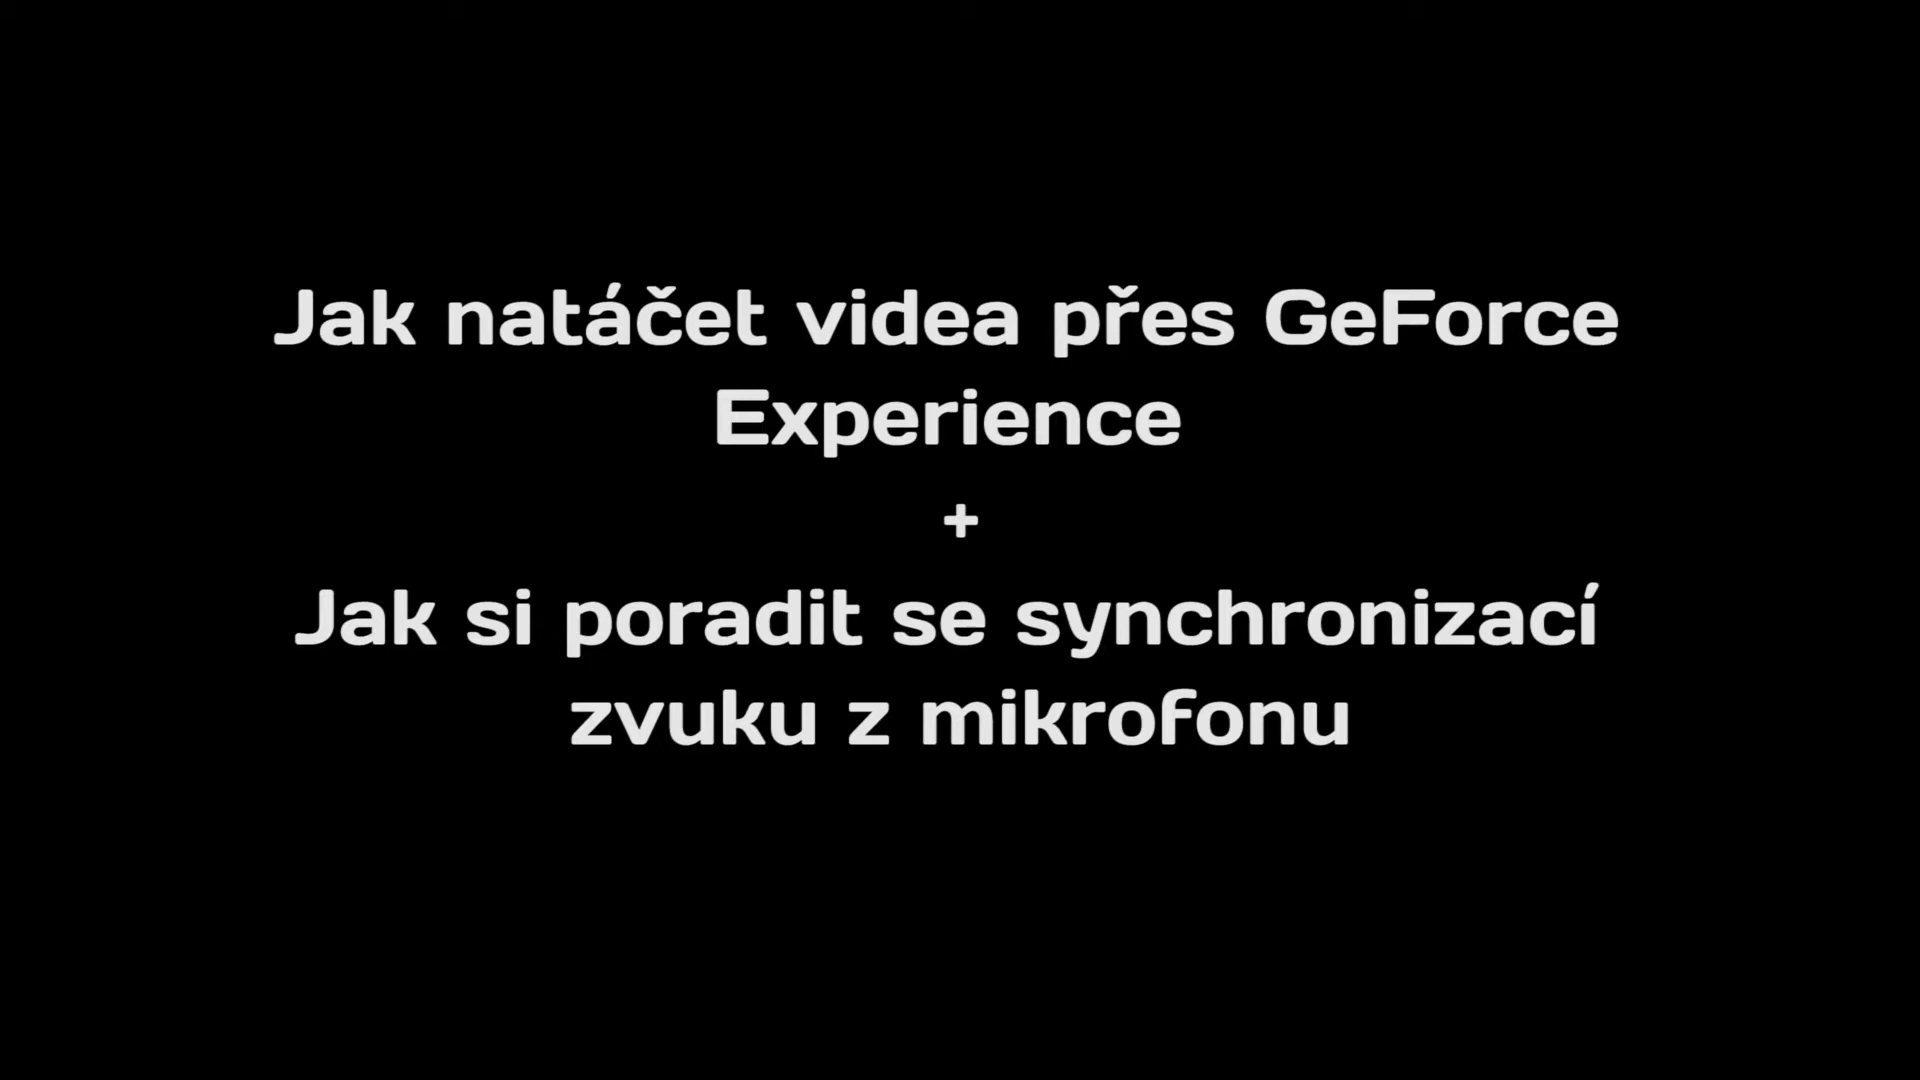 Jak natáčet videa přes GeForce
Experience
+
Jak si poradit se synchronizací
zvuku z mikrofonu